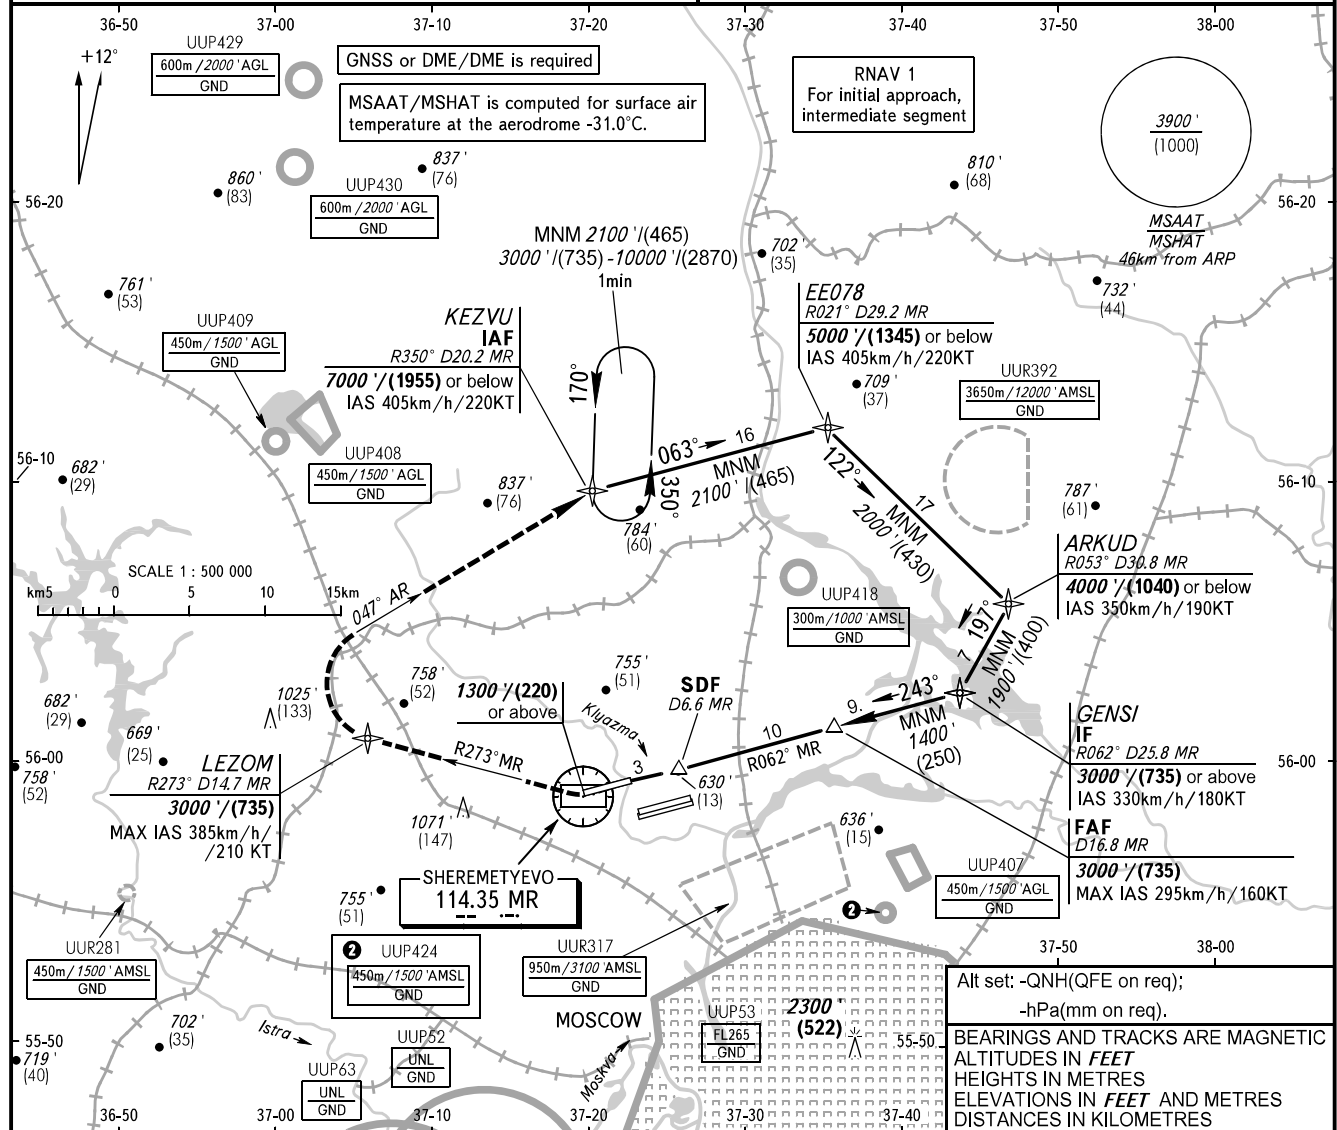 36-50
37-00
37-10
37-20
37-30
37-40
37-50
38-00
+12°
UUP429
600m/2000'AGL
GND
GNSS or DME/DME is required
MSAAT/MSHAT is computed for surface air
temperature at the aerodrome -31.0°C.
RNAV 1
For initial approach,
intermediate segment
3900'
(1000)
MSAAT
MSHAT
46km from ARP
860'
(83)
837'
(76)
810'
(68)
UUP430
600m/2000'AGL
GND
56-20
56-20
MNM 2100'/(465)
3000'/(735)-10000'/(2870)
1min
702'
(35)
732'
(44)
761'
(53)
UUP409
450m/1500'AGL
GND
KEZVU
IAF
R350° D20.2 MR
7000'/(1955) or below
IAS 405km/h/220KT
EE078
R021° D29.2 MR
5000'/(1345) or below
IAS 405km/h/220KT
709'
(37)
UUR392
3650m/12000'AMSL
GND
170°
350°
063°
16
MNM
2100'/(465)
122°
17
MNM
2000'/(430)
UUP408
450m/1500'AGL
GND
56-10
56-10
682'
(29)
837'
(76)
784'
(60)
787'
(61)
ARKUD
R053° D30.8 MR
4000'/(1040) or below
IAS 350km/h/190KT
SCALE 1 : 500 000
km5
0
5
10
15km
047° AR
UUP418
300m/1000'AMSL
GND
197°
7
MNM
1900'/(400)
758'
(52)
755'
(51)
SDF
D6.6 MR
1300'/(220)
or above
Klyazma
1025'
(133)
682'
(29)
669'
(25)
9.
243°
MNM
1400'
(250)
10
R062° MR
3
R273°MR
GENSI
IF
R062° D25.8 MR
3000'/(735) or above
IAS 330km/h/180KT
56-00
56-00
758'
(52)
LEZOM
R273° D14.7 MR
3000'/(735)
MAX IAS 385km/h/
/210 KT
630'
(13)
1071'
(147)
636'
(15)
FAF
D16.8 MR
3000'/(735)
MAX IAS 295km/h/160KT
SHEREMETYEVO
114.35 MR
755'
(51)
UUP407
450m/1500'AGL
GND
2
UUR281
450m/1500'AMSL
GND
2 UUP424
450m/1500'AMSL
GND
UUR317
950m/3100'AMSL
GND
37-50
38-00
702'
(35)
Istra
MOSCOW
Moskva
UUP53
FL265
GND
2300'
(522)
55-50
55-50
719'
(40)
UUP52
UNL
GND
UUP63
UNL
GND
Alt set: -QNH(QFE on req);
-hPa(mm on req).
BEARINGS AND TRACKS ARE MAGNETIC
ALTITUDES IN FEET
HEIGHTS IN METRES
ELEVATIONS IN FEET AND METRES
DISTANCES IN KILOMETRES
36-50
37-00
37-10
37-20
37-30
37-40